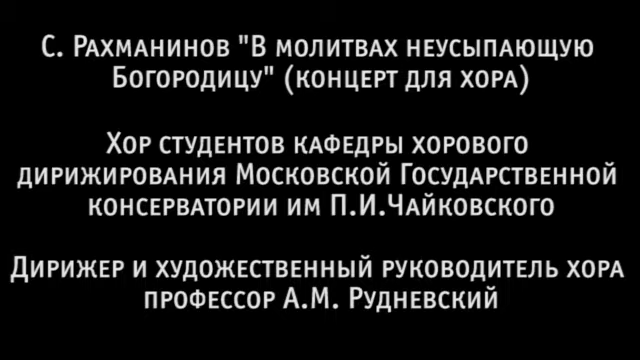 С. Рахманинов "В молитвах неусыпающую
Богородицу" (концерт для хора)
Хор студентов кафедры хорового
дирижирования Московской Государственной
консерватории им П.И.Чайковского
Дирижер и художественный руководитель хора
профессор А.М. Рудневский